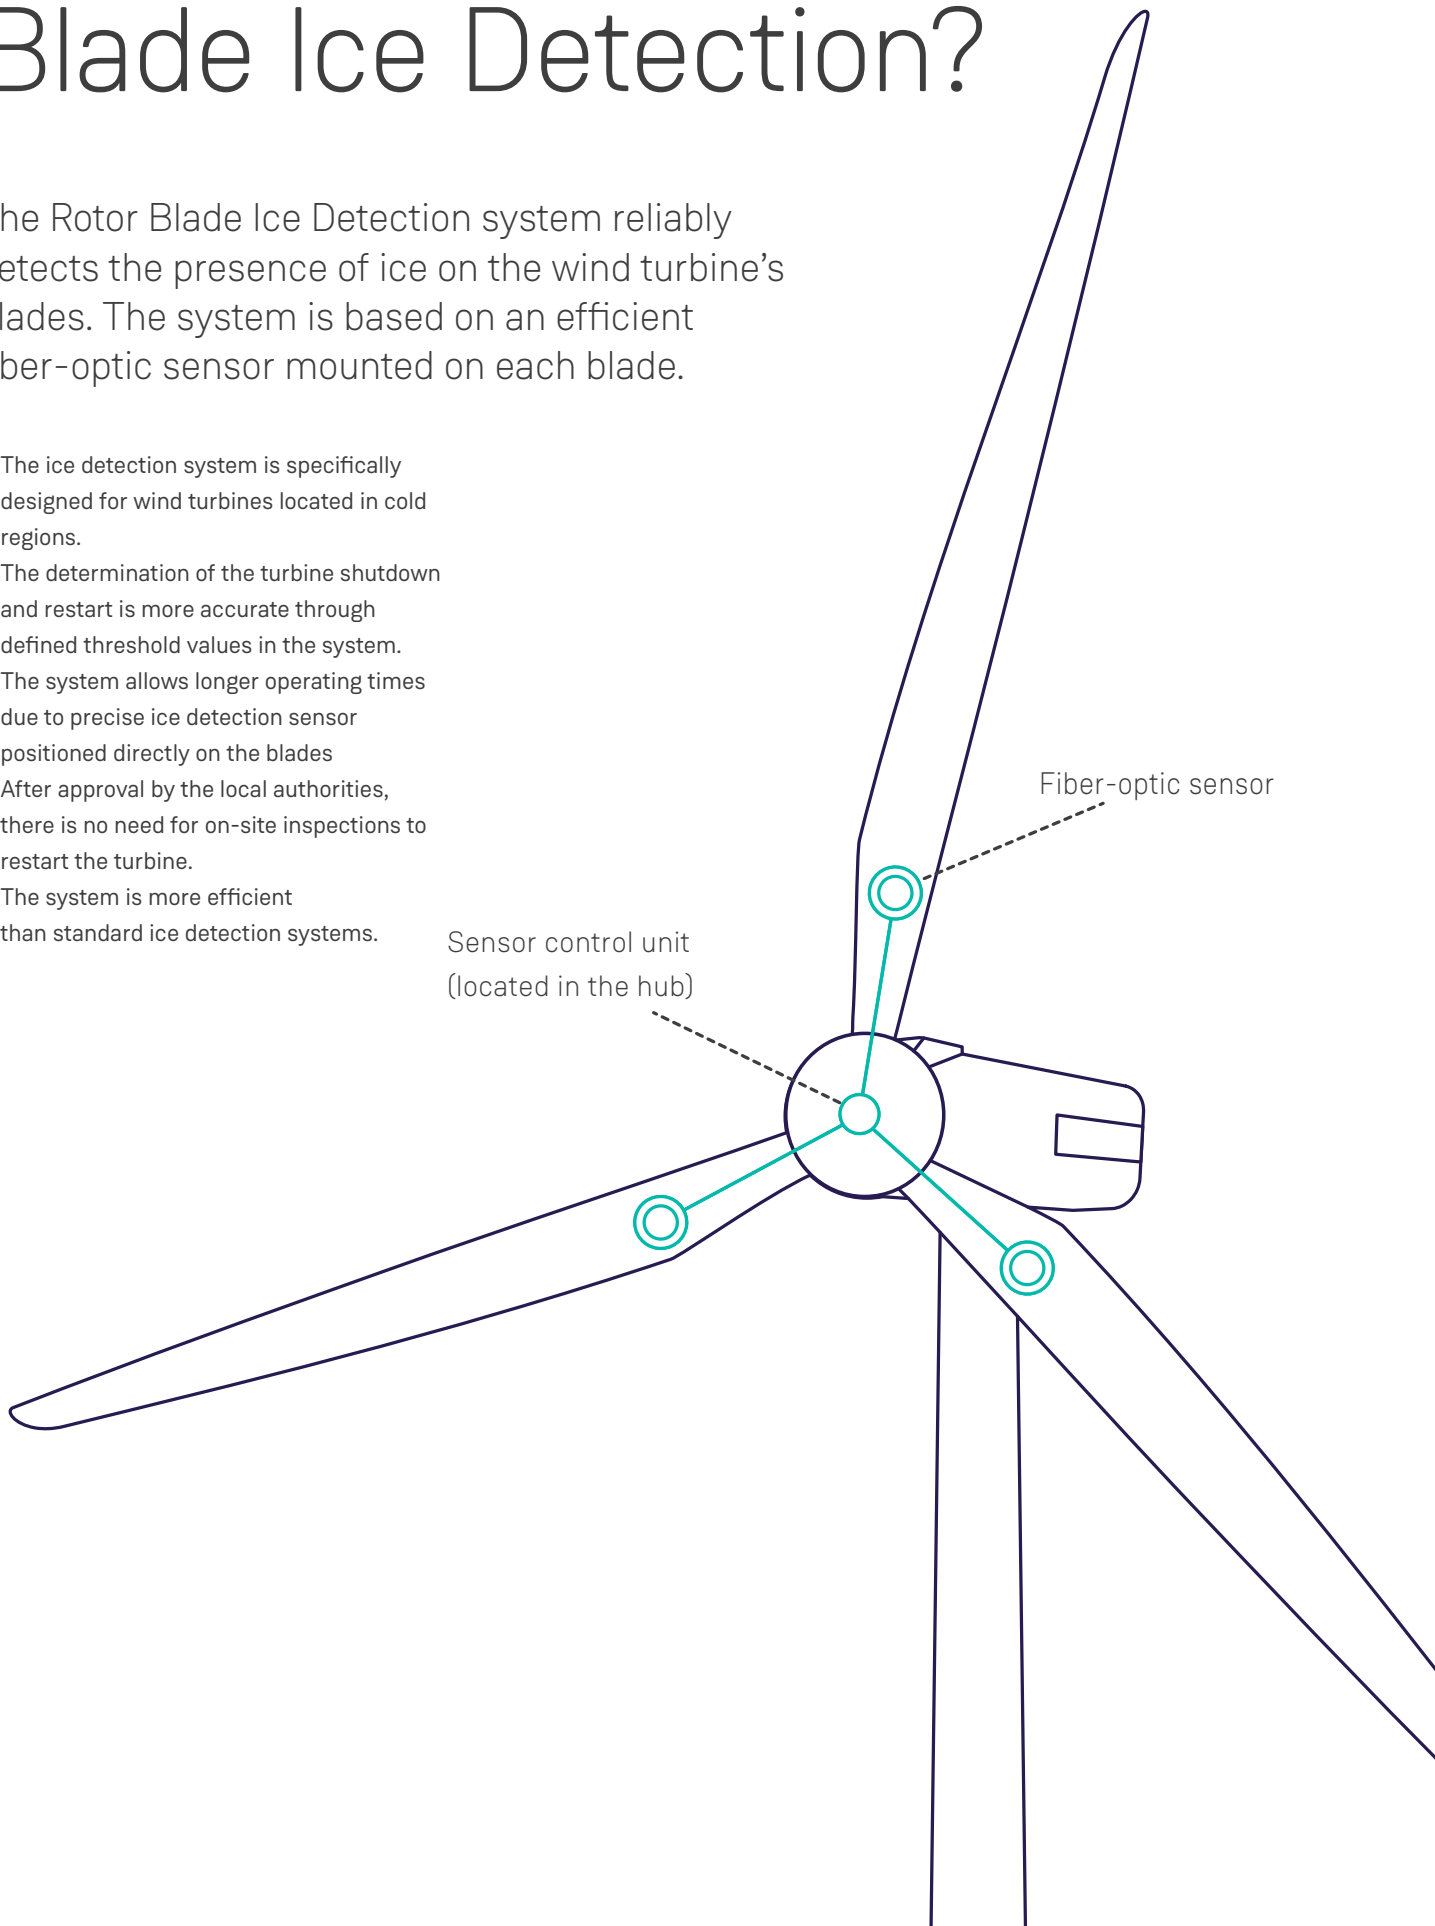 Blade Ice Detection?
he Rotor Blade Ice Detection system reliably
etects the presence of ice on the wind turbine’s
lades. The system is based on an efficient
ber-optic sensor mounted on each blade.
The ice detection system is specifically
designed for wind turbines located in cold
regions.
The determination of the turbine shutdown
and restart is more accurate through
defined threshold values in the system.
The system allows longer operating times
due to precise ice detection sensor
positioned directly on the blades
After approval by the local authorities,
there is no need for on-site inspections to
restart the turbine.
The system is more efficient
than standard ice detection systems.
Fiber-optic sensor
Sensor control unit
(located in the hub)